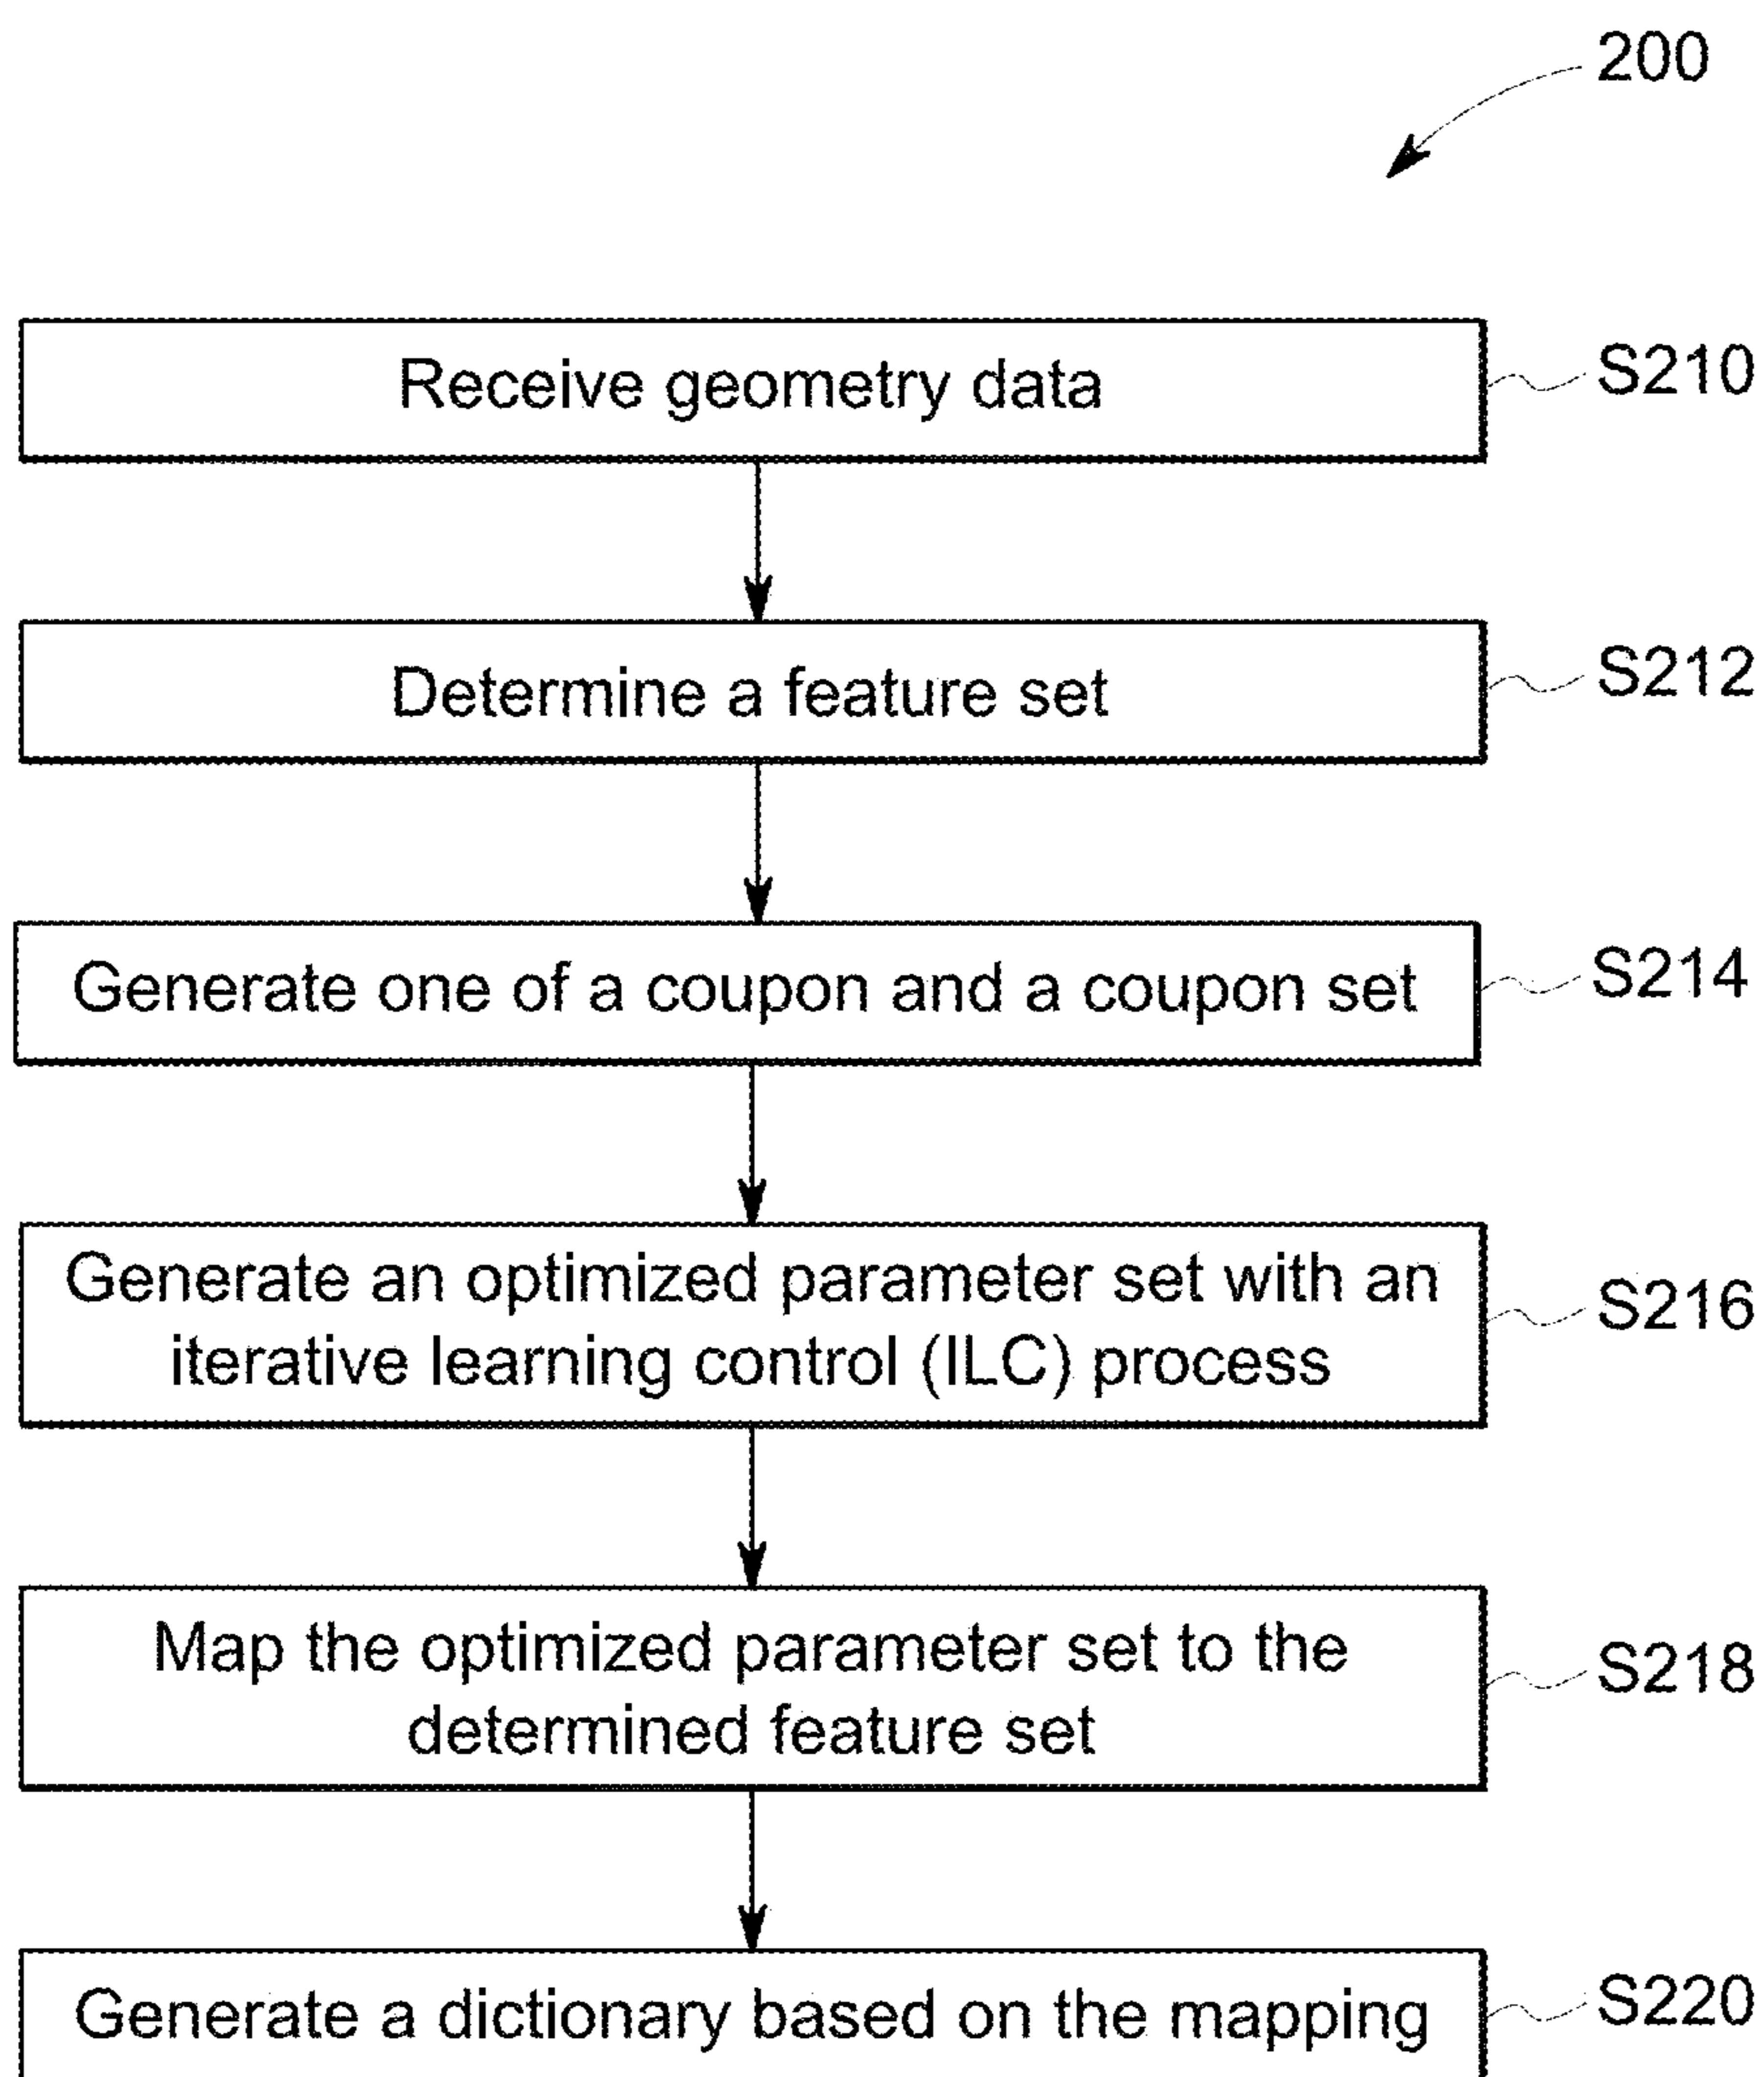 200
Receive geometry data
S210
Determine a feature set
S212
Generate one of a coupon and a coupon set
S214
Generate an optimized parameter set with an
iterative learning control (ILC) process
S216
Map the optimized parameter set to the
determined feature set
S218
Generate a dictionary based on the mapping
S220